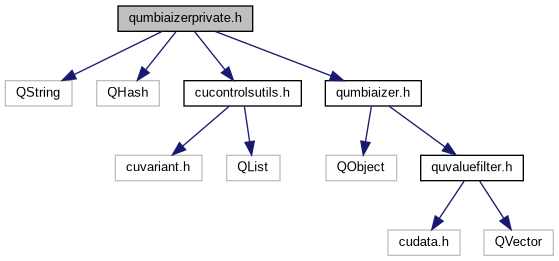 qumbiaizerprivate.h
QString
QHash
cucontrolsutils.h
qumbiaizer.h
cuvariant.h
QList
QObject
quvaluefilter.h
cudata.h
QVector